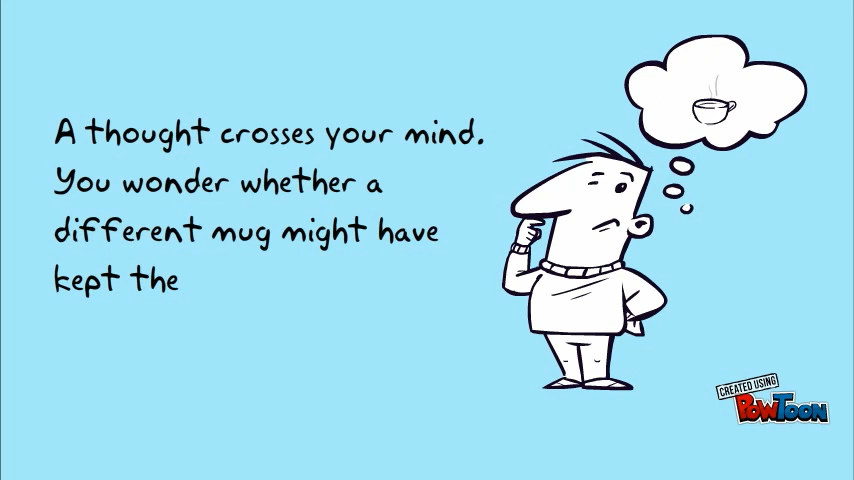 A thought crosses your mind.
You wonder whether a
different mug might have
kept the
CREATED USING
POWTOON